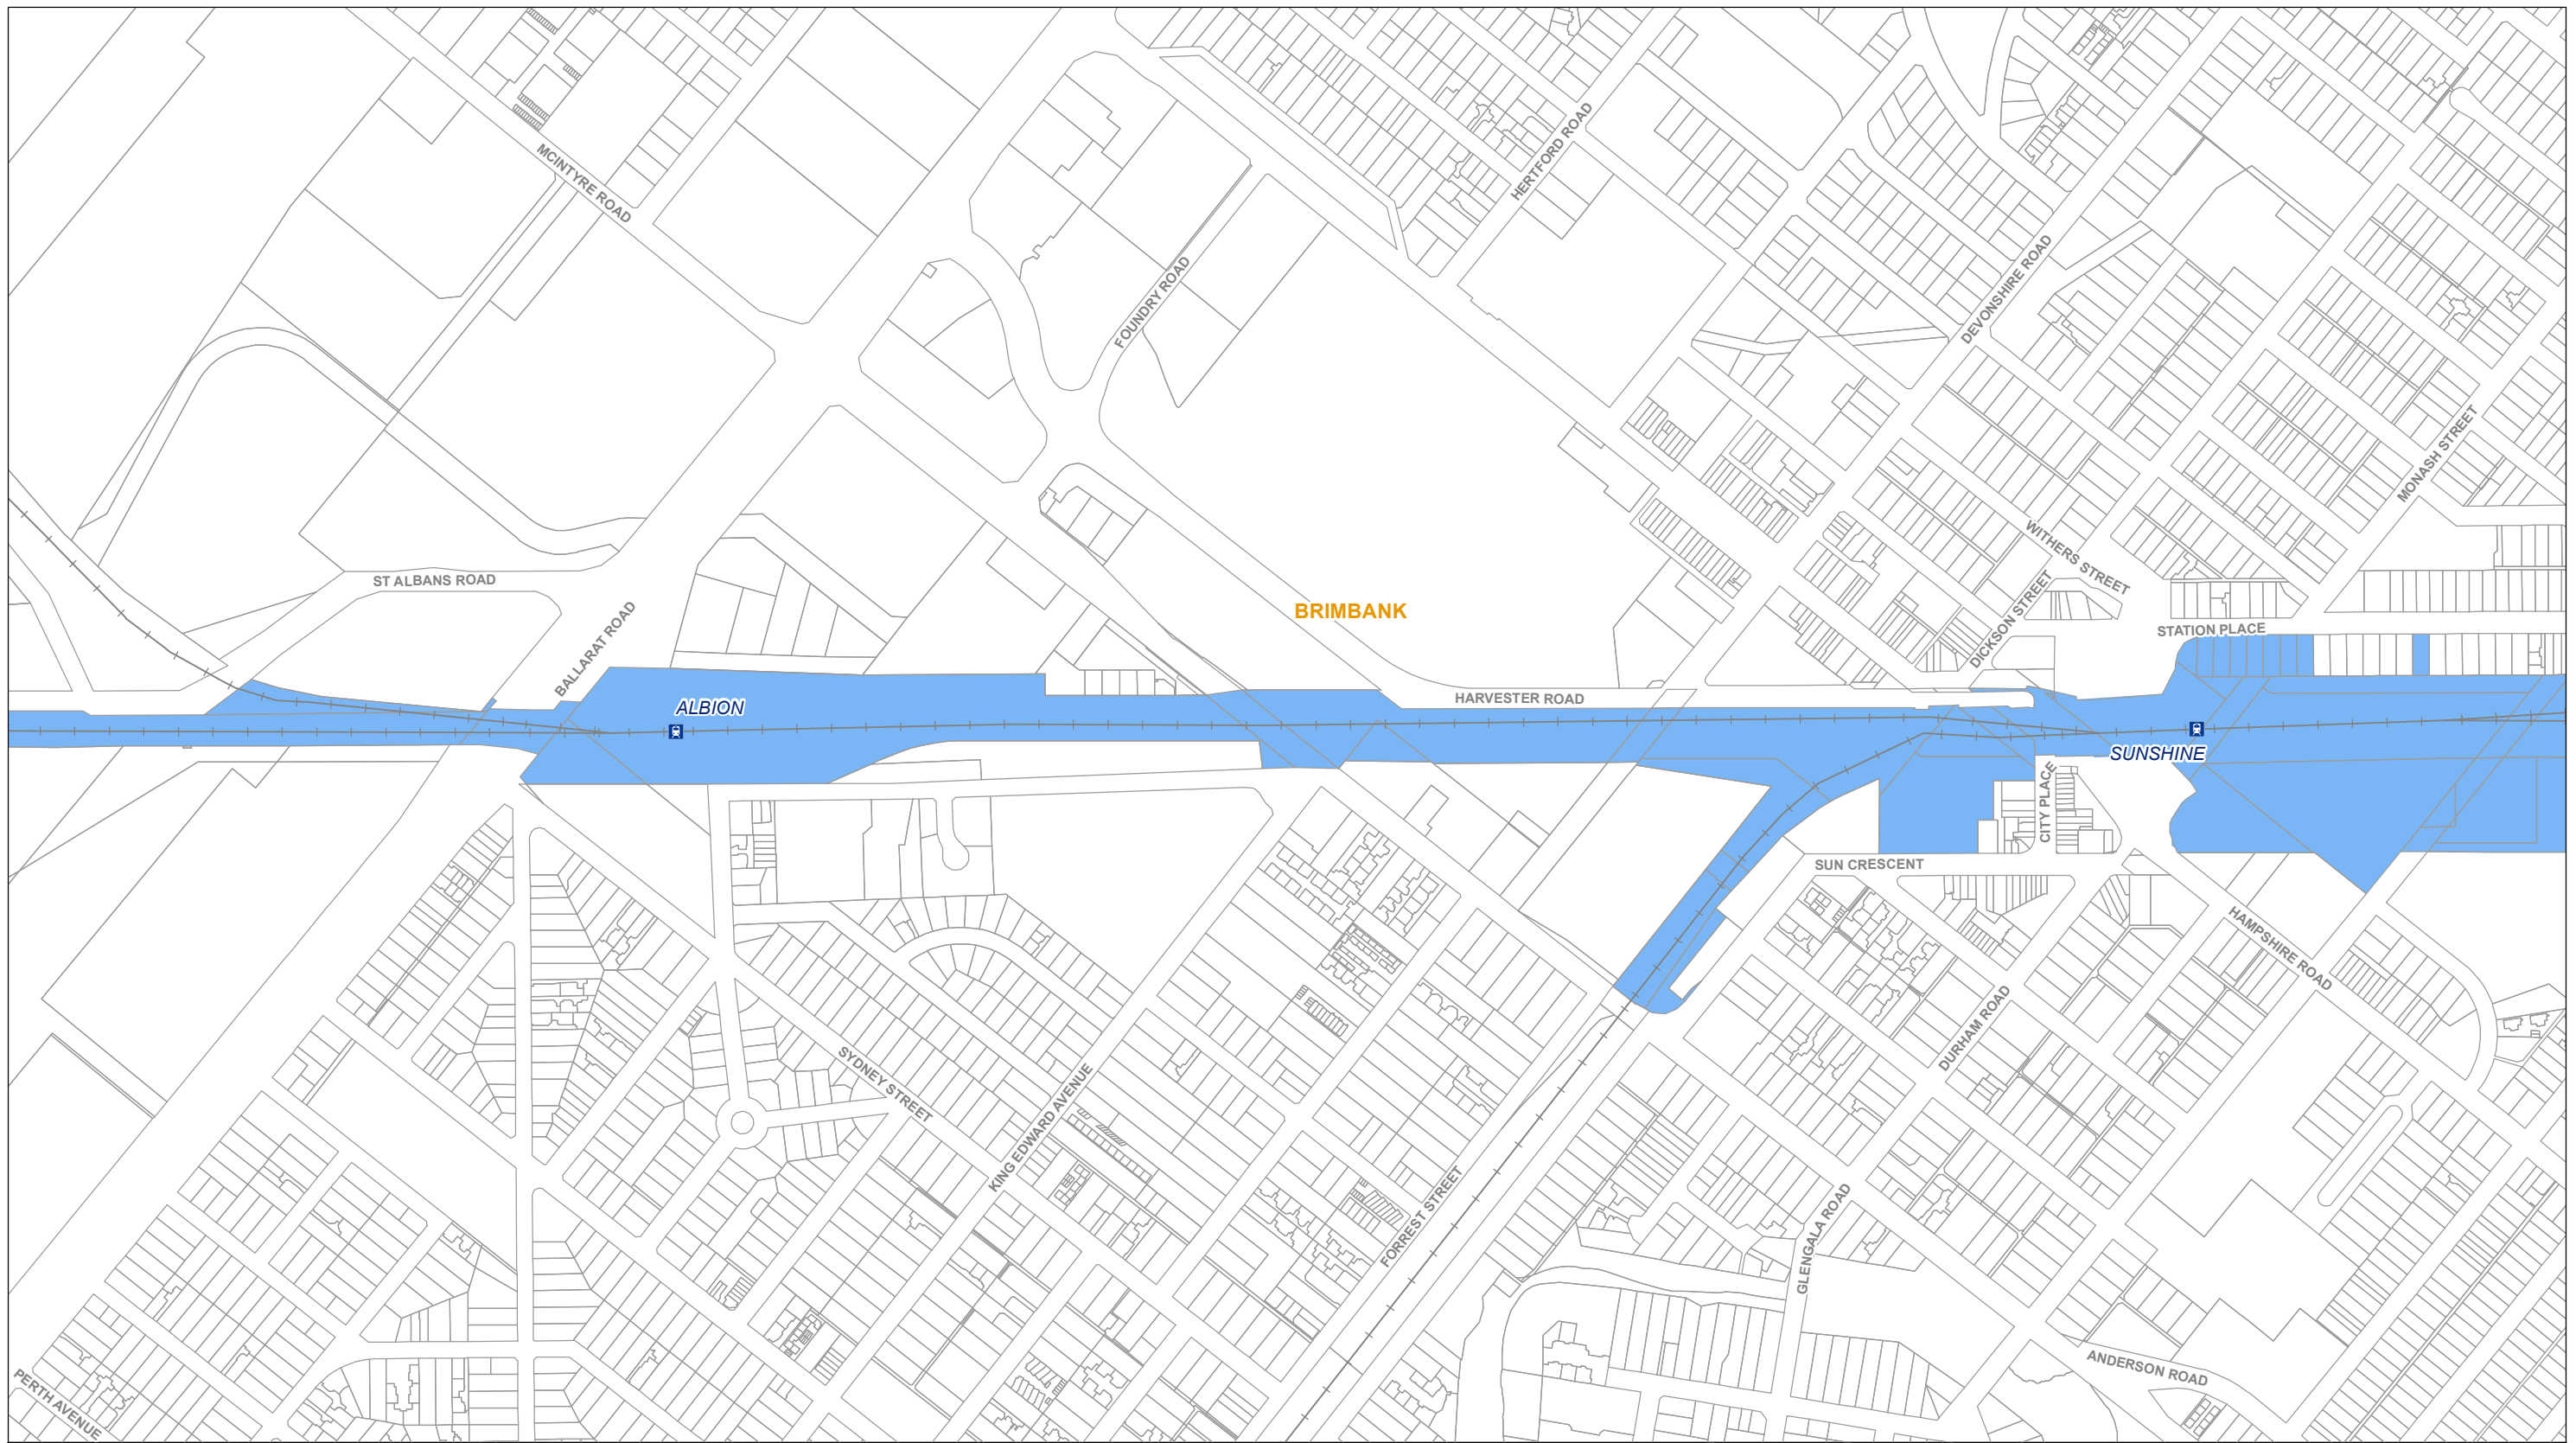 MCINTYRE ROAD
HERTFORD ROAD
FOUNDRY ROAD
DEVONSHIRE ROAD
MONASH STREET
WITHERS STREET
ST ALBANS ROAD
BRIMBANK
DICKSON STREET
STATION PLACE
BALLARAT ROAD
HARVESTER ROAD
ALBION
SUNSHINE
CITY PLACE
SUN CRESCENT
HAMPSHIRE ROAD
DURHAM ROAD
SYDNEY STREET
KING EDWARD AVENUE
FORREST STREET
GLENGALA ROAD
ANDERSON ROAD
PERTH AVENUE